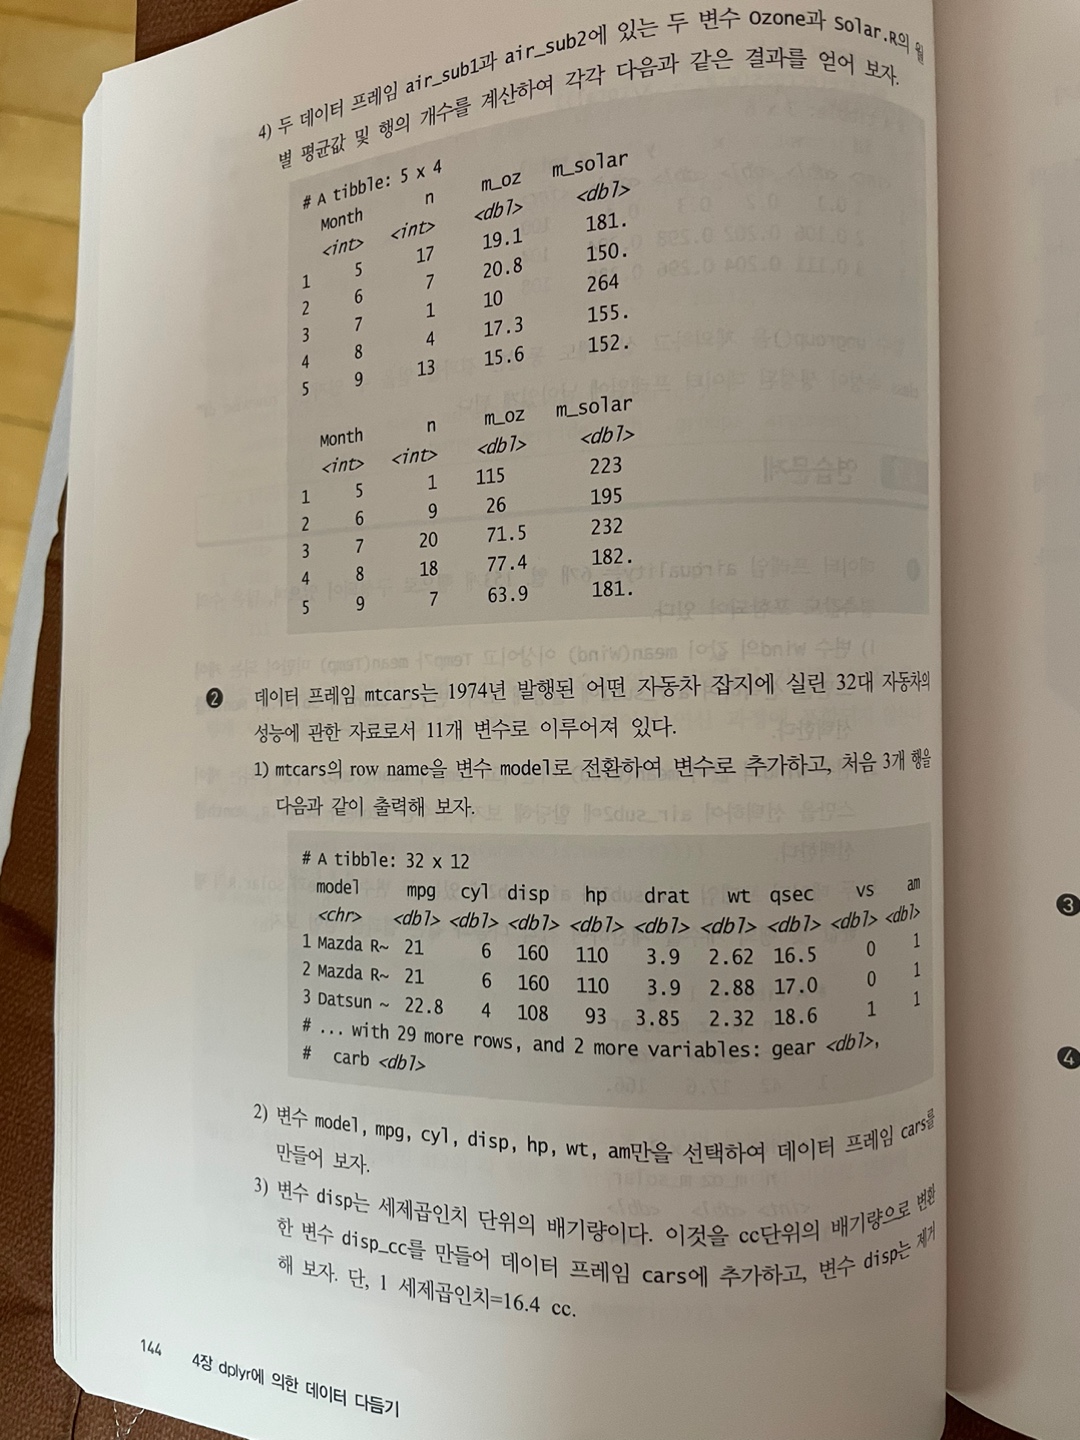 4) 두 데이터 프레임 air_sub1과 air_sub2에 있는 두 변수 Ozone과 Solar.R의 월
별 평균값 및 행의 개수를 계산하여 각각 다음과 같은 결과를 얻어 보자.
# A tibble: 5 x 4
Month n m_oz m_solar
<int> <int> <dbl> <dbl>
1 5 17 19.1 181.
2 6 7 20.8 150.
3 7 1 10 264
4 8 4 17.3 155.
5 9 13 15.6 152.
Month n m_oz m_solar
<int> <int> <dbl> <dbl>
1 5 1 115 223
2 6 9 26 195
3 7 20 71.5 232
4 8 18 77.4 182.
5 9 7 63.9 181.
❷ 데이터 프레임 mtcars는 1974년 발행된 어떤 자동차 잡지에 실린 32대 자동차의
성능에 관한 자료로서 11개 변수로 이루어져 있다.
1) mtcars의 row name을 변수 model로 전환하여 변수로 추가하고, 처음 3개 행을
다음과 같이 출력해 보자.
# A tibble: 32 x 12
model mpg cyl disp hp drat wt qsec vs am
<chr> <dbl> <dbl> <dbl> <dbl> <dbl> <dbl> <dbl> <dbl> <dbl>
1 Mazda R~ 21 6 160 110 3.9 2.62 16.5 0 1
2 Mazda R~ 21 6 160 110 3.9 2.88 17.0 0 1
3 Datsun ~ 22.8 4 108 93 3.85 2.32 18.6 1 1
# ... with 29 more rows, and 2 more variables: gear <dbl>,
# carb <dbl>
2) 변수 model, mpg, cyl, disp, hp, wt, am만을 선택하여 데이터 프레임 cars를
만들어 보자.
3) 변수 disp는 세제곱인치 단위의 배기량이다. 이것을 cc단위의 배기량으로 변환
한 변수 disp_cc를 만들어 데이터 프레임 cars에 추가하고, 변수 disp는 제거
해 보자. 단, 1 세제곱인치=16.4 cc.
144 4장 dplyr에 의한 데이터 다듬기
❸
❹